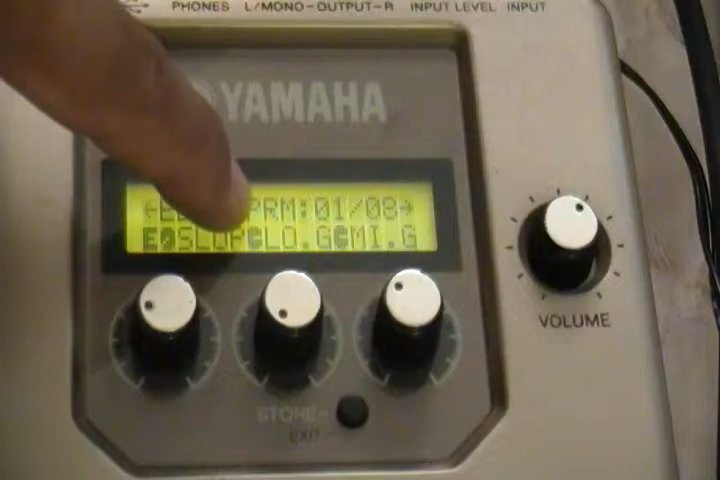 PHONES L/MONO-OUTPUT-R INPUT LEVEL INPUT
YAMAHA
PRM:01/08→
LO.G MI.G
VOLUME
STORE
EXIT